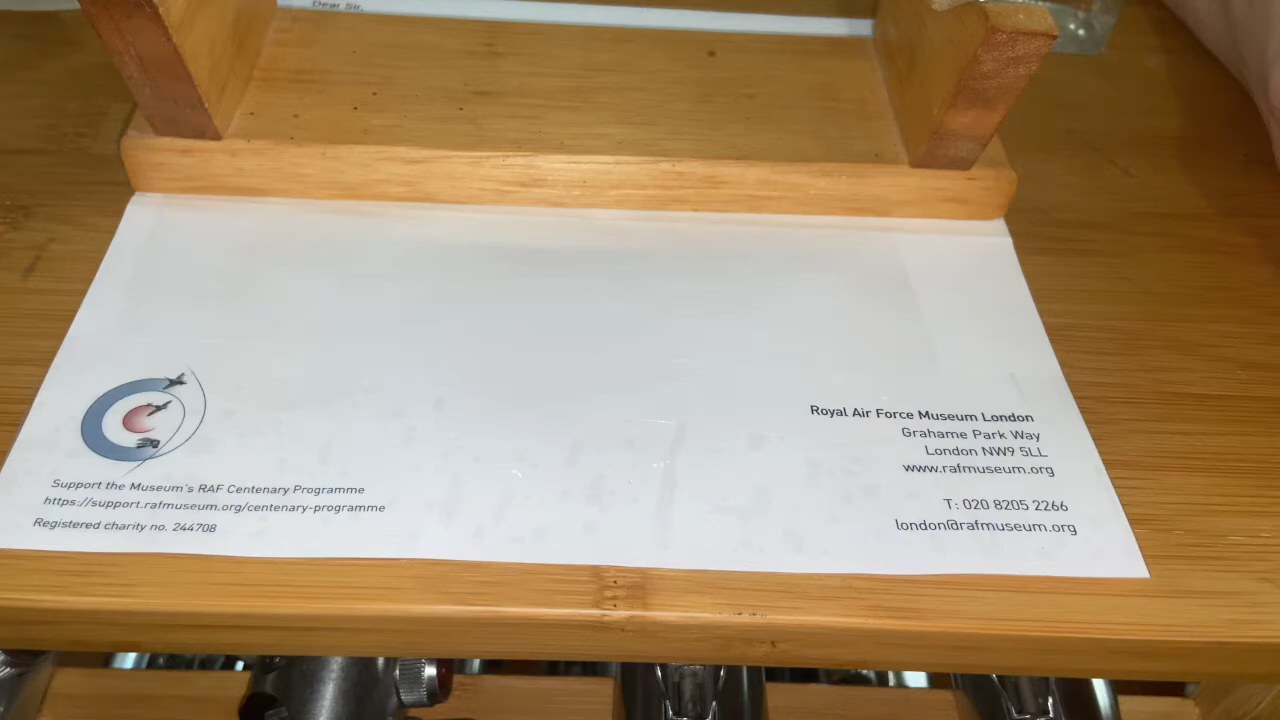 Dear Sir,
Royal Air Force Museum London
Grahame Park Way
London NW9 5LL
www.rafmuseum.org
T: 020 8205 2266
london@rafmuseum.org
Support the Museum's RAF Centenary Programme
https://support.rafmuseum.org/centenary-programme
Registered charity no. 244708